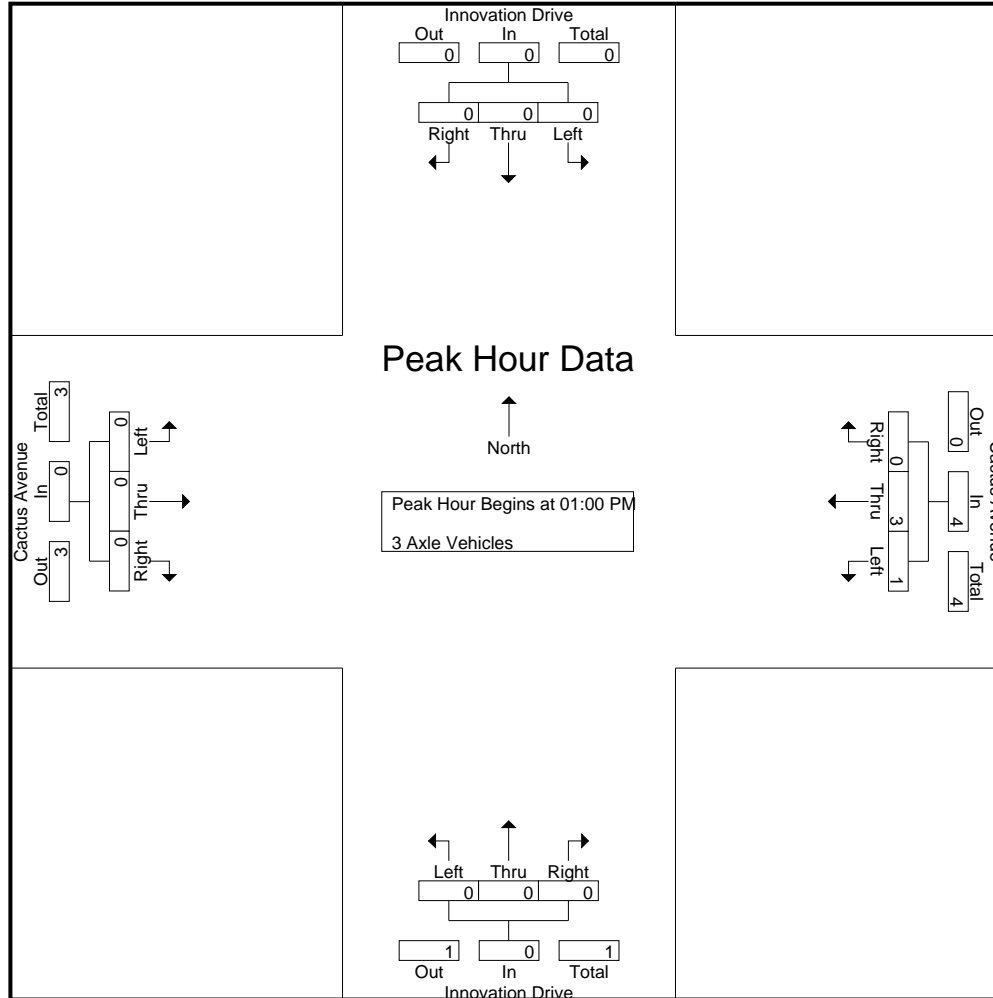 Innovation Drive
Out In Total
0 0 0
0 0 0
Right Thru Left
Peak Hour Data
North
Peak Hour Begins at 01:00 PM
3 Axle Vehicles
Cactus Avenue
Total In Out
3 0 3
0 0 0
Left Thru Right
Out In Total
0 4 4
0 3 1
Right Thru Left
Left Thru Right
0 0 0
1 0 1
Out In Total
Innovation Drive